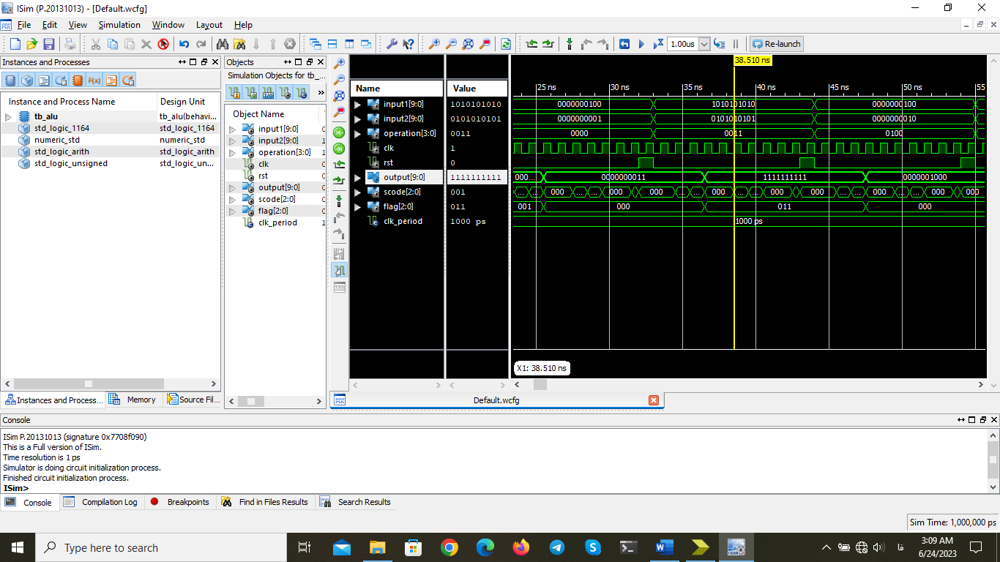 ISim (P.20131013) - [Default.wcfg]
File Edit View Simulation Window Layout Help
1.00us Re-launch
Instances and Processes
Instance and Process Name Design Unit
tb_alu tb_alu(behavi...
std_logic_1164 std_logic_1164
numeric_std numeric_std
std_logic_arith std_logic_arith
std_logic_unsigned std_logic_un...
Instances and Process... Memory Source Fil...
Objects
Simulation Objects for tb_...
Object Name
input1[9:0]
input2[9:0]
operation[3:0]
clk
rst
output[9:0]
scode[2:0]
flag[2:0]
clk_period
38.510 ns
Name Value
25 ns 30 ns 35 ns 40 ns 45 ns 50 ns 55
input1[9:0] 1010101010 0000000100 1010101010 0000000100
input2[9:0] 0101010101 0000000001 0101010101 0000000010
operation[3:0] 0011 0000 0011 0100
clk 1
rst 0
output[9:0] 1111111111 000... 0000000011 1111111111 0000001000
scode[2:0] 001 ... ... 000 ... ... 000 ... 000 ... 000 ... ... 000 ... 000 ... ... 000 ... 000 ... 000
flag[2:0] 011 001 000 011 000
clk_period 1000 ps 1000 ps
X1: 38.510 ns
Default.wcfg
Console
ISim P.20131013 (signature 0x7708f090)
This is a Full version of ISim.
Time resolution is 1 ps
Simulator is doing circuit initialization process.
Finished circuit initialization process.
ISim>
Console Compilation Log Breakpoints Find in Files Results Search Results
Sim Time: 1,000,000 ps
Type here to search
فا
3:09 AM
6/24/2023